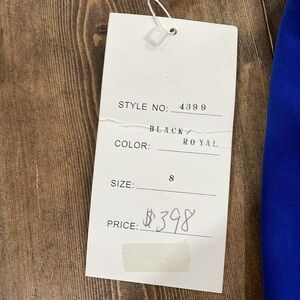 STYLE NO: 4399
BLACK/
COLOR: ROYAL
SIZE: 8
PRICE: $398